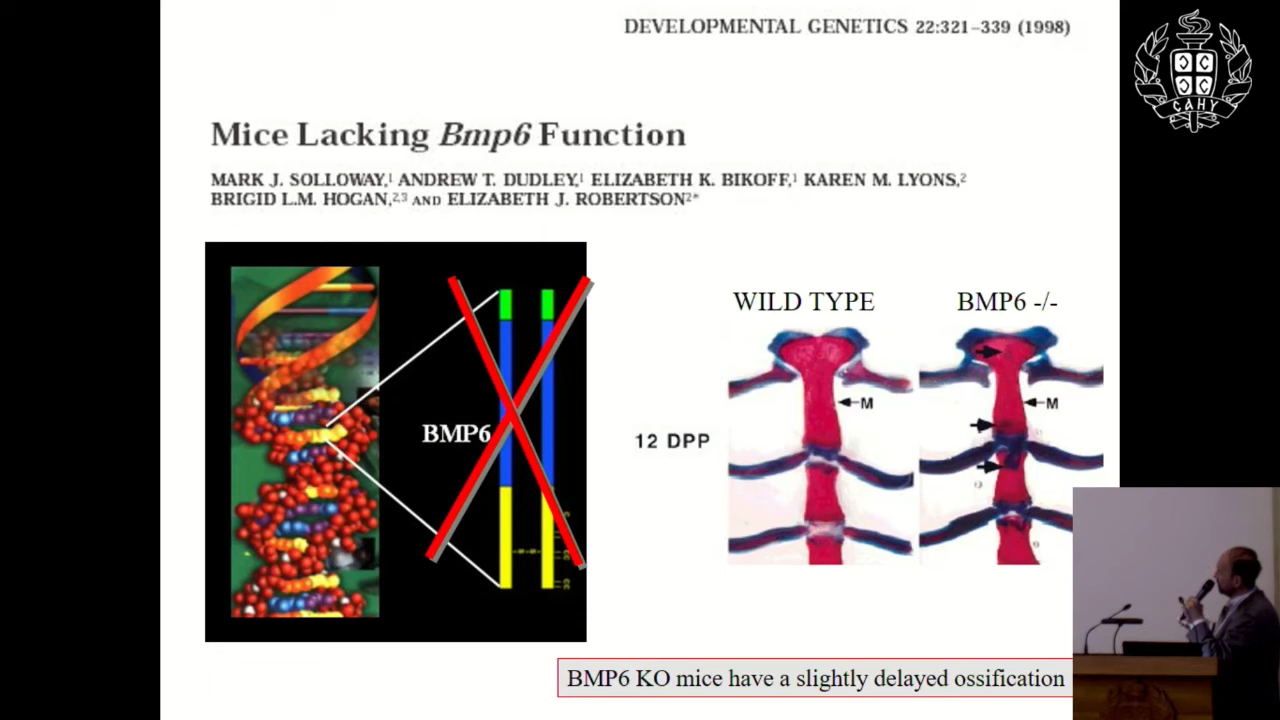 DEVELOPMENTAL GENETICS 22:321–339 (1998)
САНУ
Mice Lacking Bmp6 Function
MARK J. SOLLOWAY,¹ ANDREW T. DUDLEY,¹ ELIZABETH K. BIKOFF,¹ KAREN M. LYONS,²
BRIGID L.M. HOGAN,²,³ AND ELIZABETH J. ROBERTSON²*
WILD TYPE
BMP6 -/-
M
M
BMP6
12 DPP
BMP6 KO mice have a slightly delayed ossification